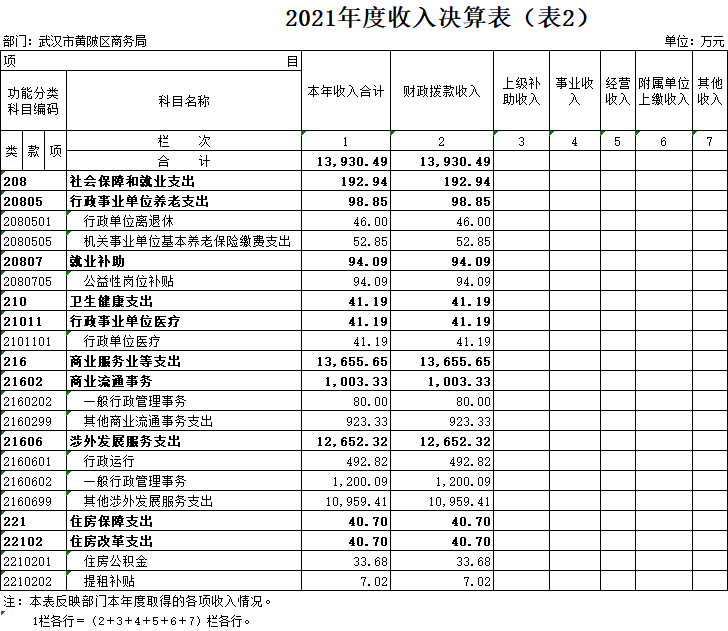 2021年度收入决算表（表2）
部门：武汉市黄陂区商务局 单位：万元
项 目 本年收入合计 财政拨款收入 上级补助收入 事业收入 经营收入 附属单位上缴收入 其他收入
功能分类科目编码 科目名称
类 款 项 栏 次 1 2 3 4 5 6 7
合 计 13,930.49 13,930.49
208 社会保障和就业支出 192.94 192.94
20805 行政事业单位养老支出 98.85 98.85
2080501 行政单位离退休 46.00 46.00
2080505 机关事业单位基本养老保险缴费支出 52.85 52.85
20807 就业补助 94.09 94.09
2080705 公益性岗位补贴 94.09 94.09
210 卫生健康支出 41.19 41.19
21011 行政事业单位医疗 41.19 41.19
2101101 行政单位医疗 41.19 41.19
216 商业服务业等支出 13,655.65 13,655.65
21602 商业流通事务 1,003.33 1,003.33
2160202 一般行政管理事务 80.00 80.00
2160299 其他商业流通事务支出 923.33 923.33
21606 涉外发展服务支出 12,652.32 12,652.32
2160601 行政运行 492.82 492.82
2160602 一般行政管理事务 1,200.09 1,200.09
2160699 其他涉外发展服务支出 10,959.41 10,959.41
221 住房保障支出 40.70 40.70
22102 住房改革支出 40.70 40.70
2210201 住房公积金 33.68 33.68
2210202 提租补贴 7.02 7.02
注：本表反映部门本年度取得的各项收入情况。
1栏各行＝（2＋3＋4＋5＋6＋7）栏各行。